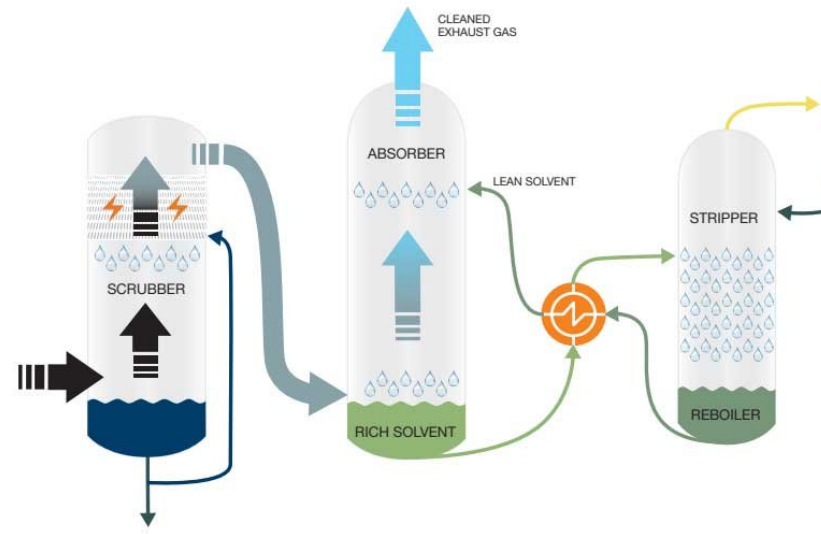 CLEANED
EXHAUST GAS
ABSORBER
LEAN SOLVENT
STRIPPER
SCRUBBER
RICH SOLVENT
REBOILER